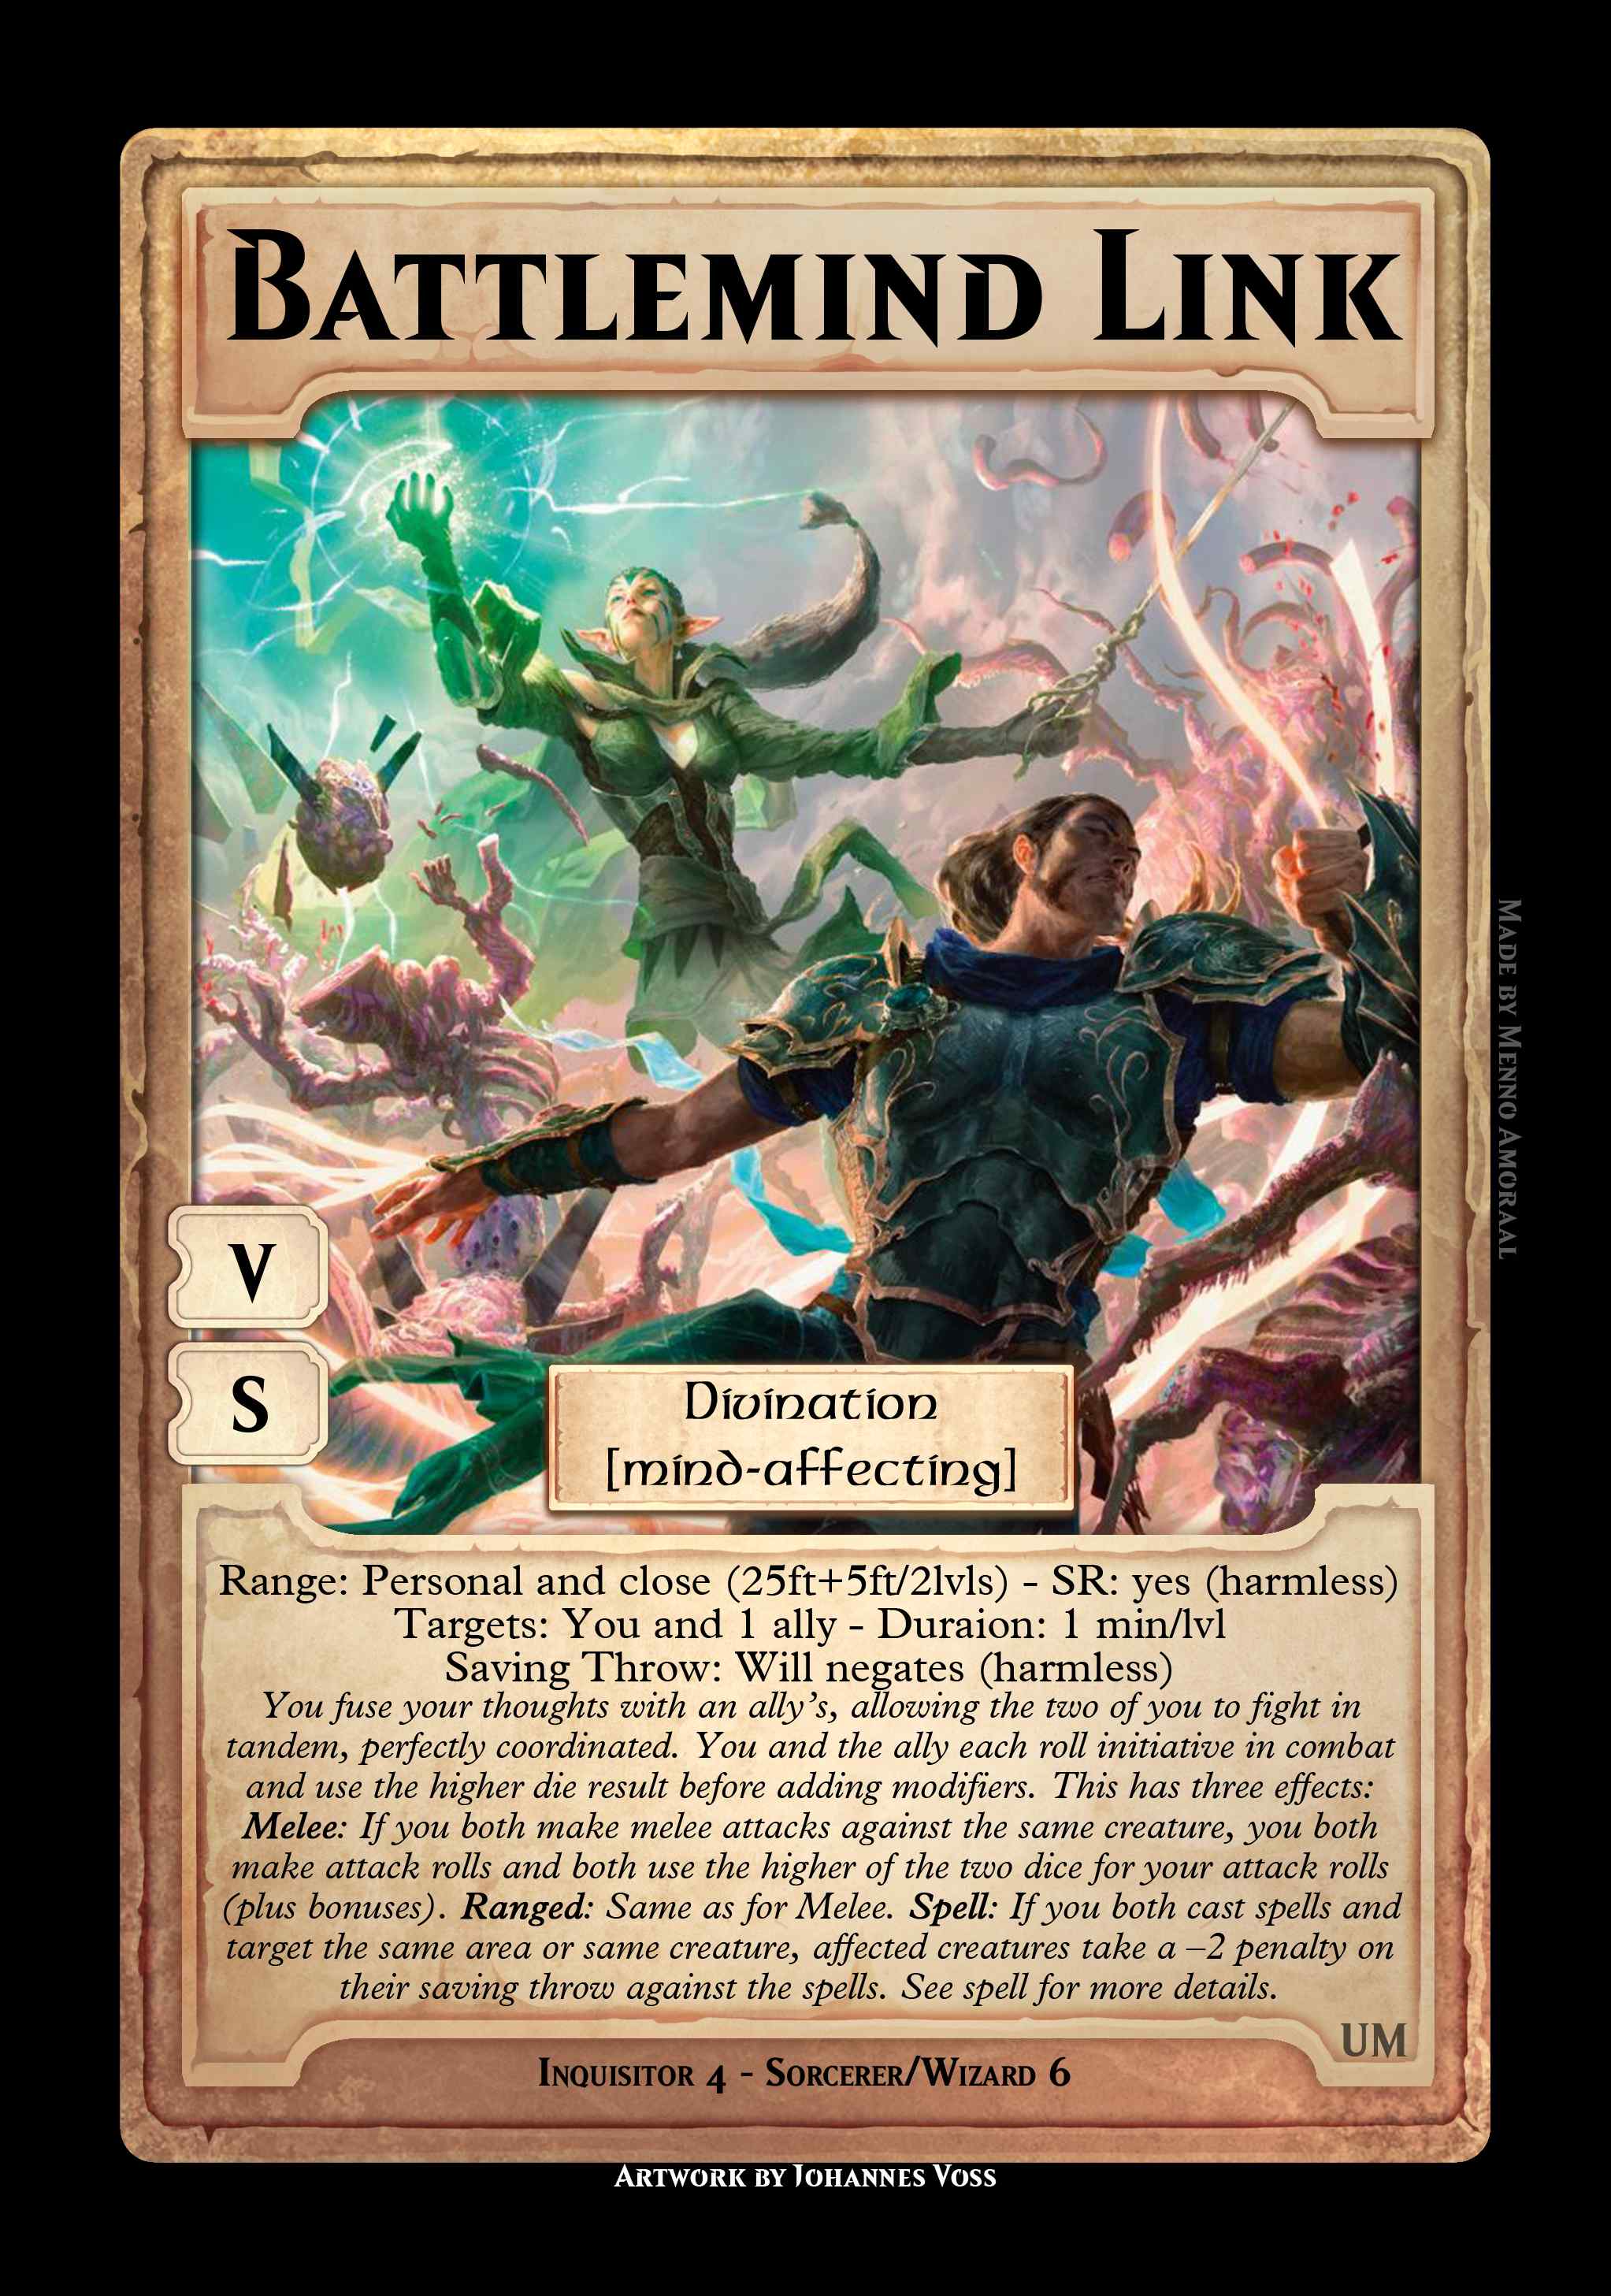 Battlemind Link
V
S
Divination
[mind-affecting]
Range: Personal and close (25ft+5ft/2lvls) - SR: yes (harmless)
Targets: You and 1 ally - Duraion: 1 min/lvl
Saving Throw: Will negates (harmless)
You fuse your thoughts with an ally's, allowing the two of you to fight in
tandem, perfectly coordinated. You and the ally each roll initiative in combat
and use the higher die result before adding modifiers. This has three effects:
Melee: If you both make melee attacks against the same creature, you both
make attack rolls and both use the higher of the two dice for your attack rolls
(plus bonuses). Ranged: Same as for Melee. Spell: If you both cast spells and
target the same area or same creature, affected creatures take a –2 penalty on
their saving throw against the spells. See spell for more details.
UM
Inquisitor 4 - Sorcerer/Wizard 6
Artwork by Johannes Voss
Made by Menno Amoraal